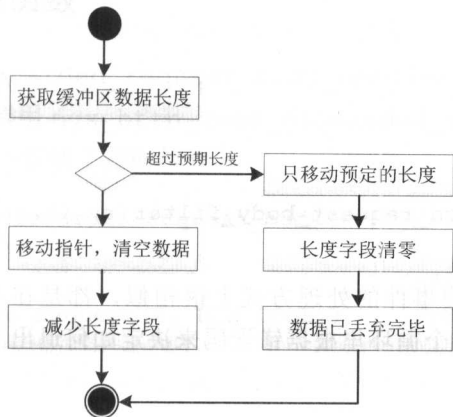 获取缓冲区数据长度
超过预期长度
只移动预定的长度
移动指针，清空数据
长度字段清零
减少长度字段
数据已丢弃完毕